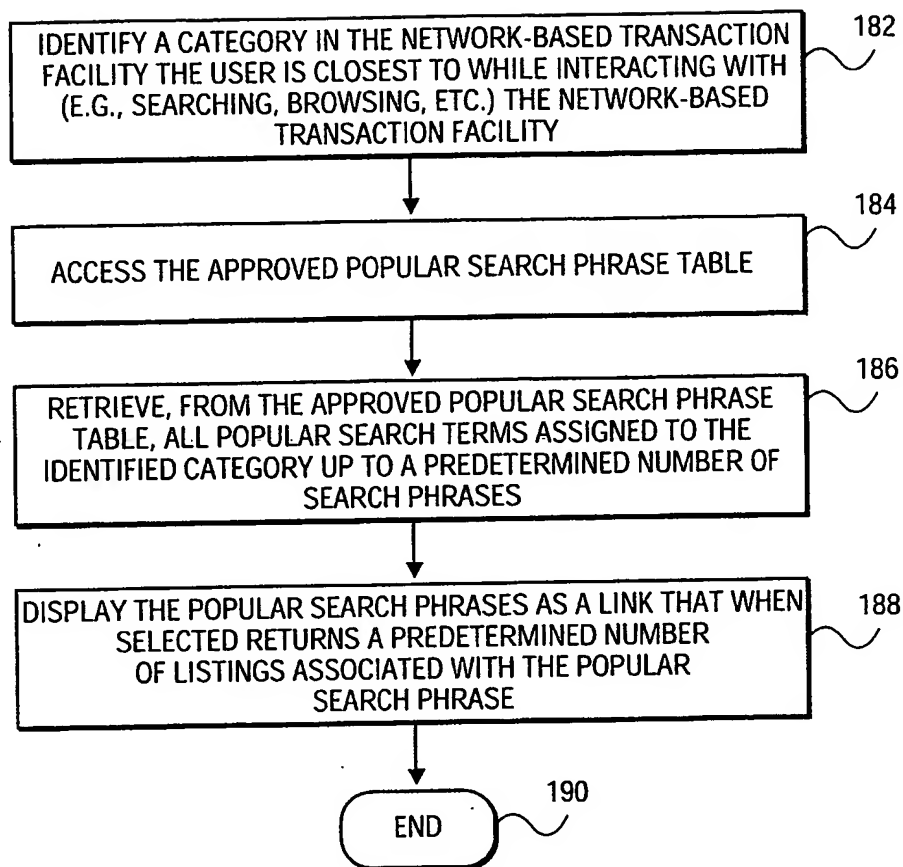 IDENTIFY A CATEGORY IN THE NETWORK-BASED TRANSACTION
FACILITY THE USER IS CLOSEST TO WHILE INTERACTING WITH
(E.G., SEARCHING, BROWSING, ETC.) THE NETWORK-BASED
TRANSACTION FACILITY
182
ACCESS THE APPROVED POPULAR SEARCH PHRASE TABLE
184
RETRIEVE, FROM THE APPROVED POPULAR SEARCH PHRASE
TABLE, ALL POPULAR SEARCH TERMS ASSIGNED TO THE
IDENTIFIED CATEGORY UP TO A PREDETERMINED NUMBER OF
SEARCH PHRASES
186
DISPLAY THE POPULAR SEARCH PHRASES AS A LINK THAT WHEN
SELECTED RETURNS A PREDETERMINED NUMBER
OF LISTINGS ASSOCIATED WITH THE POPULAR
SEARCH PHRASE
188
END
190